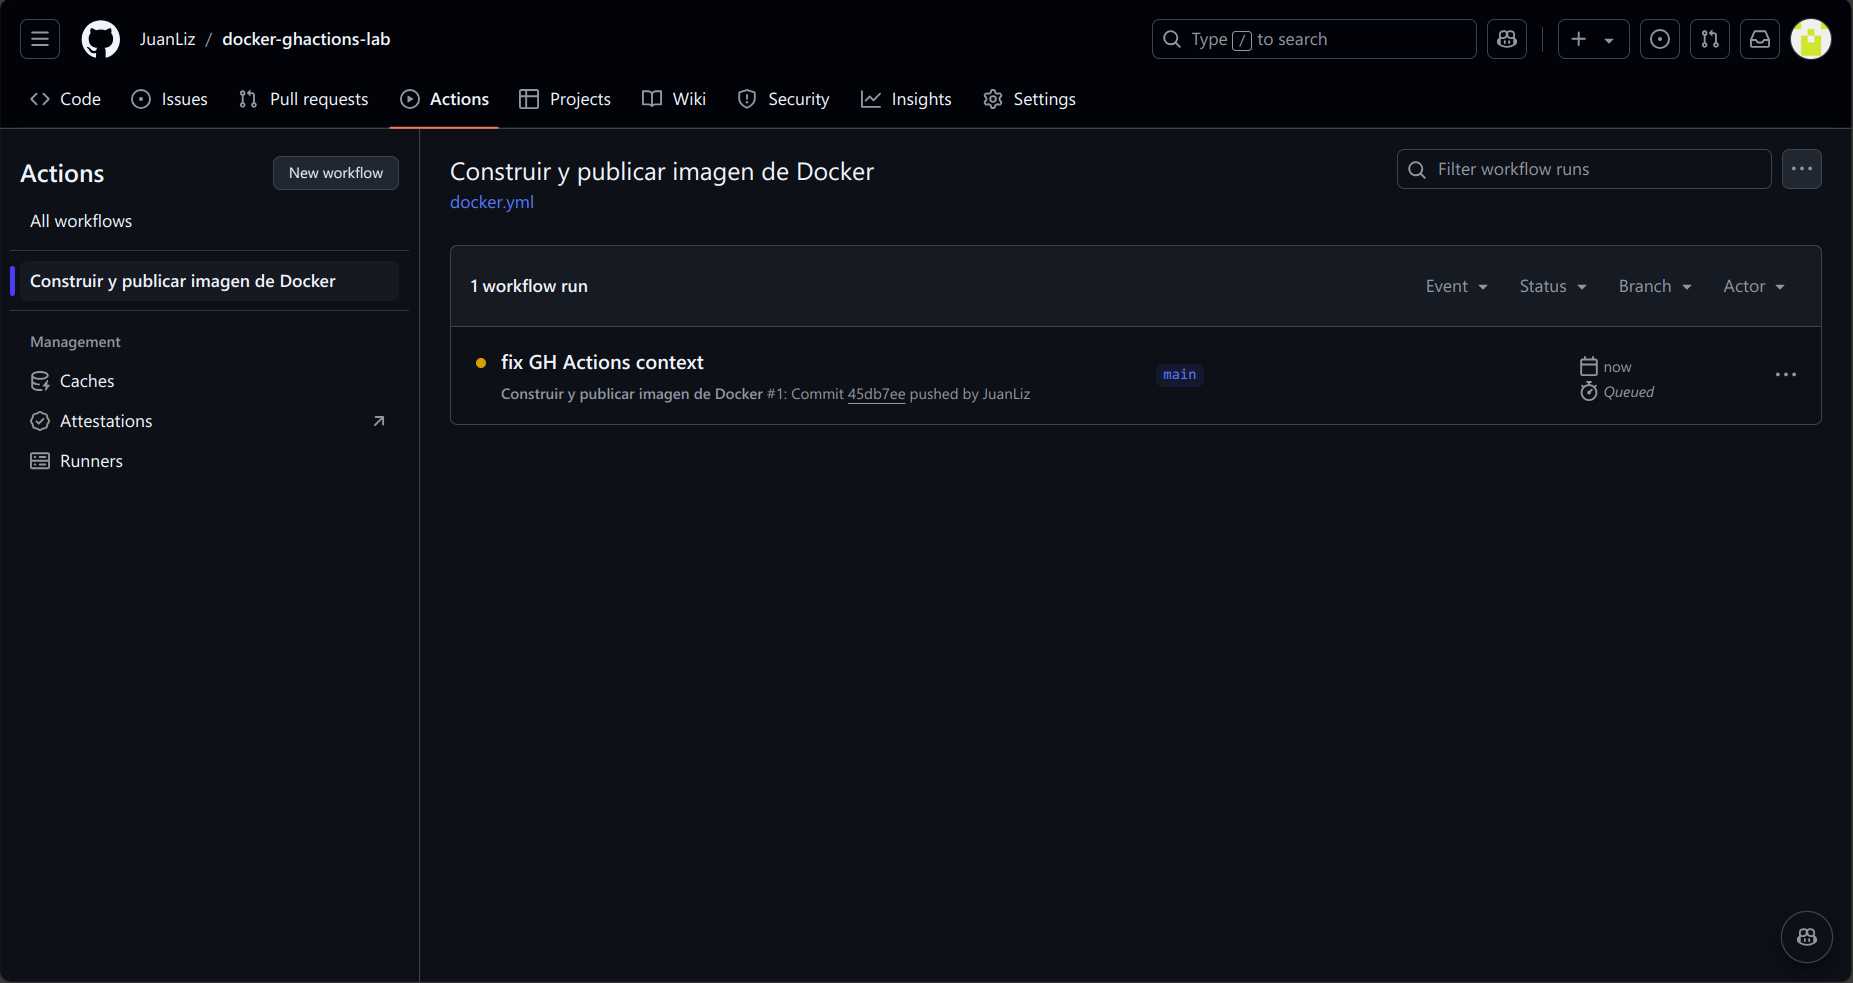 JuanLiz / docker-ghactions-lab
Type / to search
Code
Issues
Pull requests
Actions
Projects
Wiki
Security
Insights
Settings
Actions
New workflow
All workflows
Construir y publicar imagen de Docker
Management
Caches
Attestations
Runners
Construir y publicar imagen de Docker
docker.yml
Filter workflow runs
1 workflow run
Event
Status
Branch
Actor
fix GH Actions context
Construir y publicar imagen de Docker #1: Commit 45db7ee pushed by JuanLiz
main
now
Queued